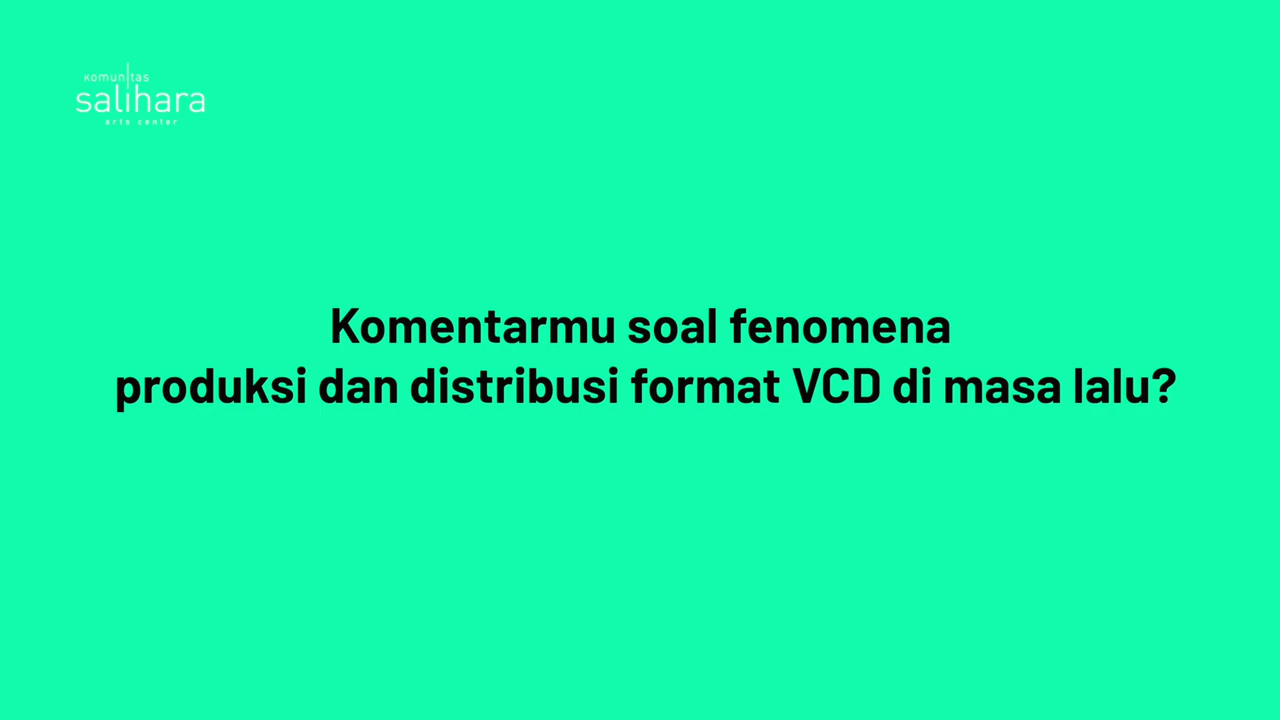 komunitas
salihara
arts center
Komentarmu soal fenomena
produksi dan distribusi format VCD di masa lalu?